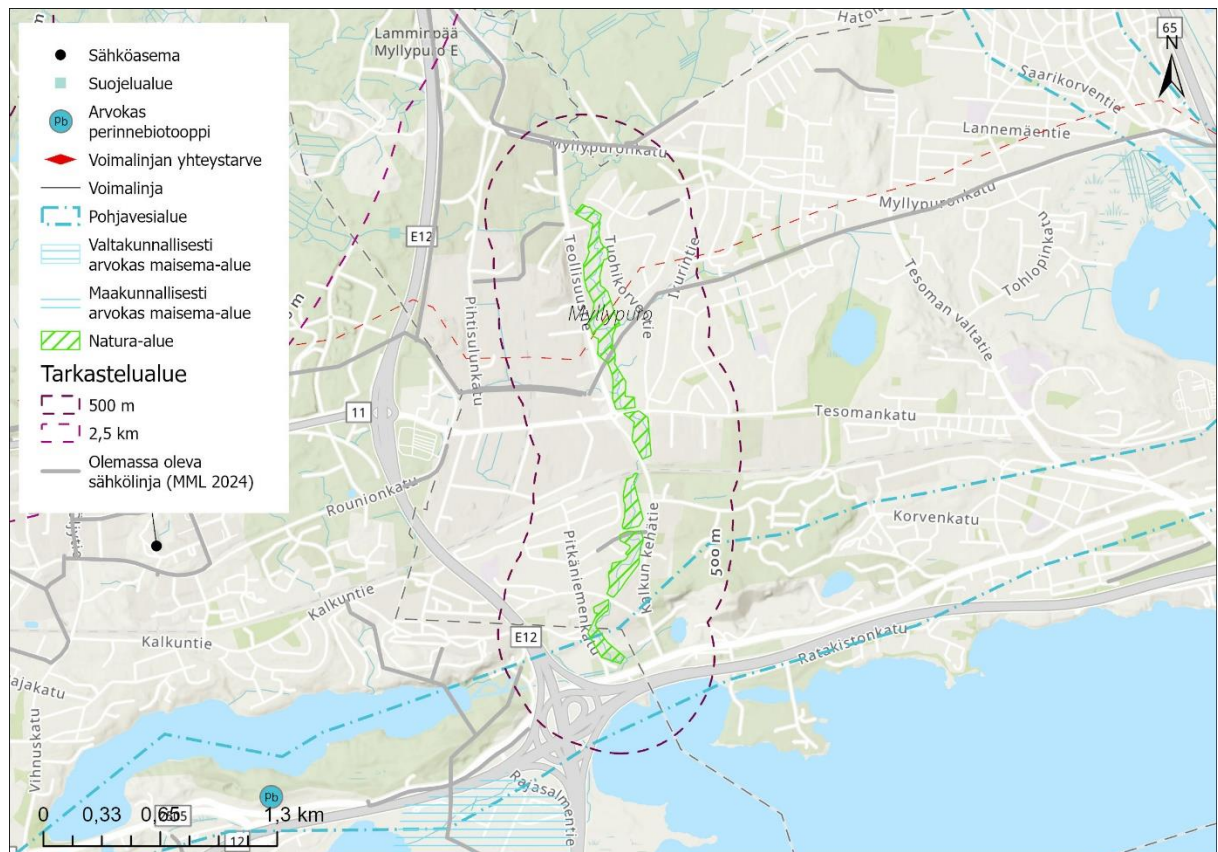 Sähköasema
Suojelualue
Pb
Arvokas
perinnebiotooppi
Voimalinjan yhteystarve
Voimalinja
Pohjavesialue
Valtakunnallisesti
arvokas maisema-alue
Maakunnallisesti
arvokas maisema-alue
Natura-alue
Tarkastelualue
500 m
2,5 km
Olemassa oleva
sähkölinja (MML 2024)
Lamminpää
Myllypuro E
65
N
Saarikorventie
Lannemäentie
Myllypuronkatu
Myllypuronkatu
E12
Teollisuustie
Tuohikorventie
Ikurintie
Tesoman valtatie
Tohlopinkatu
Pihtisulunkatu
Myllypuro
11
Tesomankatu
Rounionkatu
Korvenkatu
Pitkäniemenkatu
Kalkun kehätie
500 m
Kalkuntie
Kalkuntie
E12
Ratakistonkatu
Vihnuskatu
Rajasalmentie
Pb
0 0,33 0,65 1,3 km
12